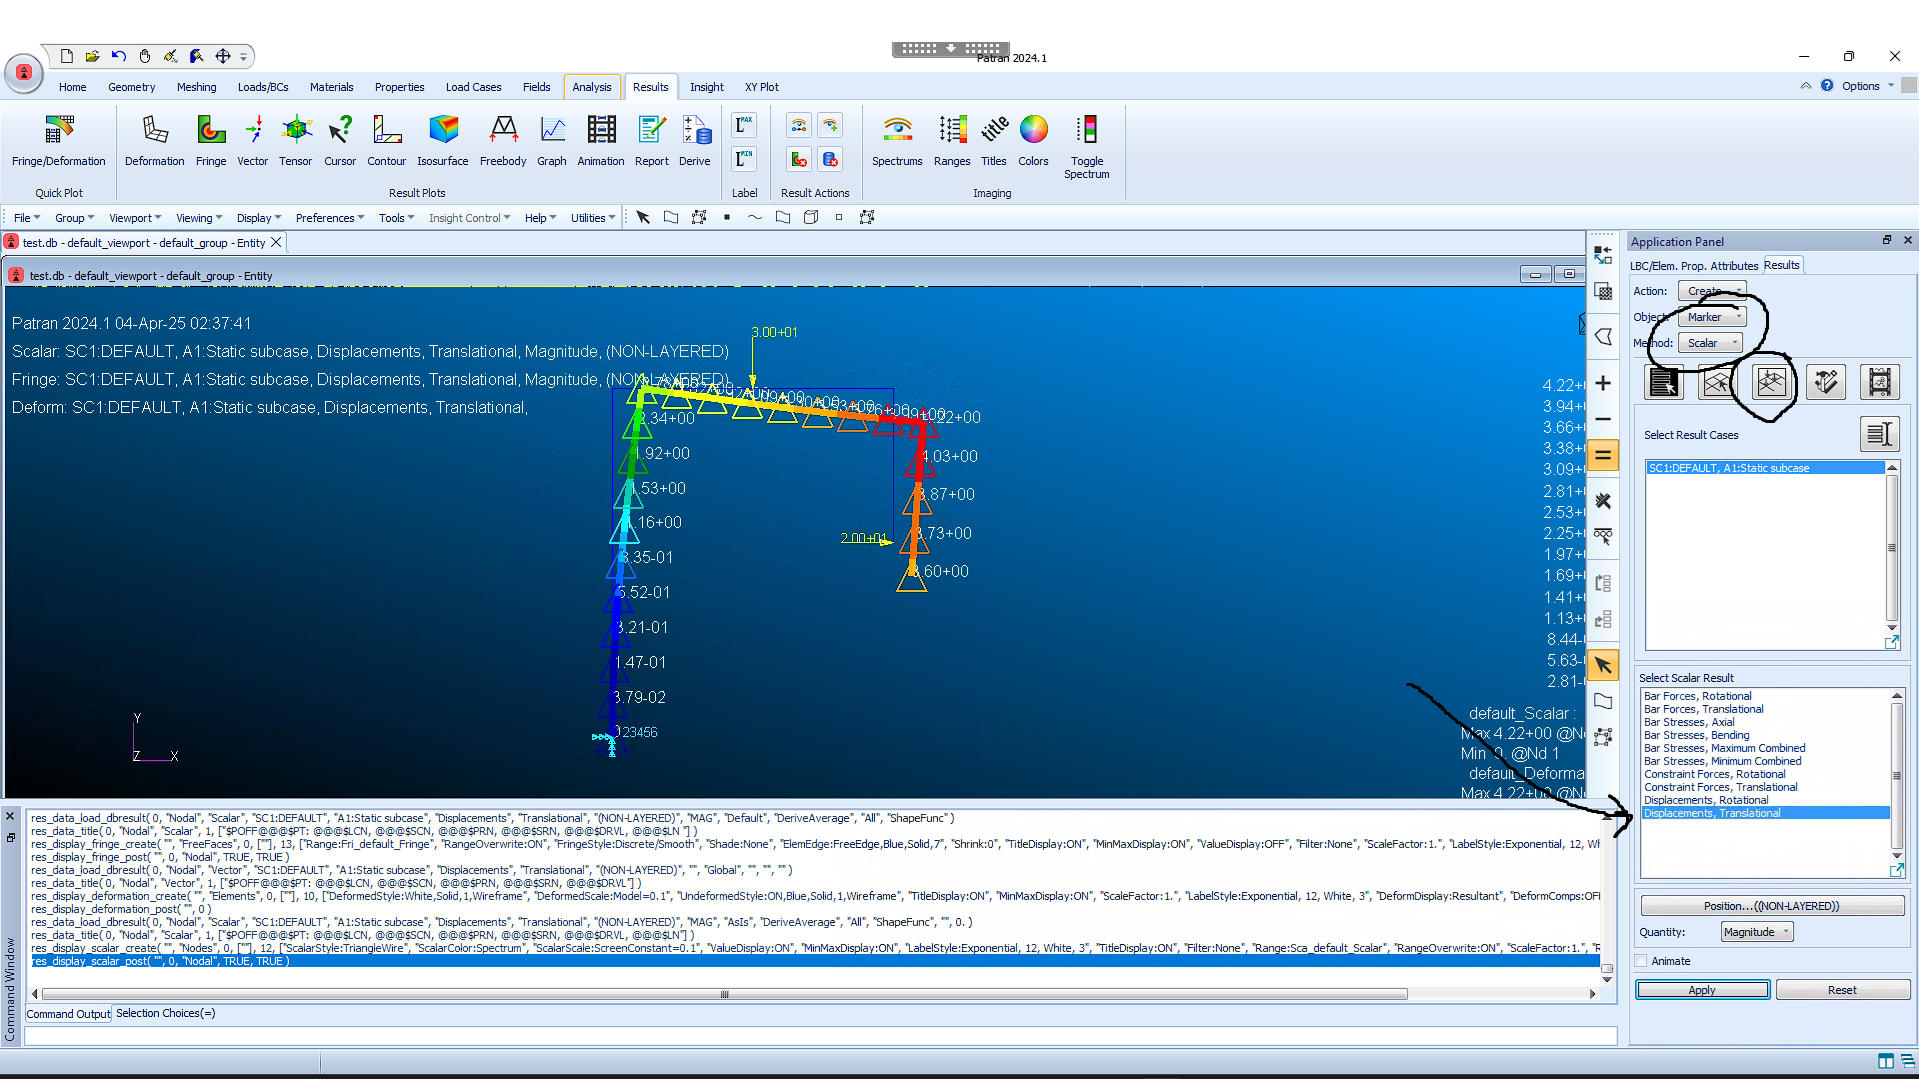 Patran 2024.1
Home Geometry Meshing Loads/BCs Materials Properties Load Cases Fields Analysis Results Insight XY Plot
Options
Fringe/Deformation Deformation Fringe Vector Tensor Cursor Contour Isosurface Freebody Graph Animation Report Derive
LMAX
LMIN
title
Spectrums Ranges Titles Colors Toggle Spectrum
Quick Plot Result Plots Label Result Actions Imaging
File Group Viewport Viewing Display Preferences Tools Insight Control Help Utilities
test.db - default_viewport - default_group - Entity
test.db - default_viewport - default_group - Entity
Patran 2024.1 04-Apr-25 02:37:41
Scalar: SC1:DEFAULT, A1:Static subcase, Displacements, Translational, Magnitude, (NON-LAYERED)
Fringe: SC1:DEFAULT, A1:Static subcase, Displacements, Translational, Magnitude, (NON-LAYERED)
Deform: SC1:DEFAULT, A1:Static subcase, Displacements, Translational,
3.00+01
.34+00
1.92+00
.53+00
.16+00
.35-01
.52-01
3.21-01
1.47-01
3.79-02
23456
.22+00
4.03+00
3.87+00
3.73+00
3.60+00
2.00+01
Y
Z X
4.22+
3.94+
3.66+
3.38+
3.09+
2.81+
2.53+
2.25+
1.97+
1.69+
1.41+
1.13+
8.44-
5.63-
2.81-
default_Scalar :
Max 4.22+00 @N
Min 0. @Nd 1
default_Deforma
Max 4.22+00 @N
Application Panel
LBC/Elem. Prop. Attributes Results
Action: Create
Object: Marker
Method: Scalar
Select Result Cases
SC1:DEFAULT, A1:Static subcase
Select Scalar Result
Bar Forces, Rotational
Bar Forces, Translational
Bar Stresses, Axial
Bar Stresses, Bending
Bar Stresses, Maximum Combined
Bar Stresses, Minimum Combined
Constraint Forces, Rotational
Constraint Forces, Translational
Displacements, Rotational
Displacements, Translational
Position...((NON-LAYERED))
Quantity: Magnitude
Animate
Apply Reset
res_data_load_dbresult( 0, "Nodal", "Scalar", "SC1:DEFAULT", "A1:Static subcase", "Displacements", "Translational", "(NON-LAYERED)", "MAG", "Default", "DeriveAverage", "All", "ShapeFunc" )
res_data_title( 0, "Nodal", "Scalar", 1, ["$POFF@@@$PT: @@@$LCN, @@@$SCN, @@@$PRN, @@@$SRN, @@@$DRVL, @@@$LN "] )
res_display_fringe_create( "", "FreeFaces", 0, [""], 13, ["Range:Fri_default_Fringe", "RangeOverwrite:ON", "FringeStyle:Discrete/Smooth", "Shade:None", "ElemEdge:FreeEdge,Blue,Solid,7", "Shrink:0", "TitleDisplay:ON", "MinMaxDisplay:ON", "ValueDisplay:OFF", "Filter:None", "ScaleFactor:1.", "LabelStyle:Exponential, 12, Wh
res_display_fringe_post( "", 0, "Nodal", TRUE, TRUE )
res_data_load_dbresult( 0, "Nodal", "Vector", "SC1:DEFAULT", "A1:Static subcase", "Displacements", "Translational", "(NON-LAYERED)", "", "Global", "", "", "" )
res_data_title( 0, "Nodal", "Vector", 1, ["$POFF@@@$PT: @@@$LCN, @@@$SCN, @@@$PRN, @@@$SRN, @@@$DRVL"] )
res_display_deformation_create( "", "Elements", 0, [""], 10, ["DeformedStyle:White,Solid,1,Wireframe", "DeformedScale:Model=0.1", "UndeformedStyle:ON,Blue,Solid,1,Wireframe", "TitleDisplay:ON", "MinMaxDisplay:ON", "ScaleFactor:1.", "LabelStyle:Exponential, 12, White, 3", "DeformDisplay:Resultant", "DeformComps:OF
res_display_deformation_post( "", 0 )
res_data_load_dbresult( 0, "Nodal", "Scalar", "SC1:DEFAULT", "A1:Static subcase", "Displacements", "Translational", "(NON-LAYERED)", "MAG", "AsIs", "DeriveAverage", "All", "ShapeFunc", "", 0. )
res_data_title( 0, "Nodal", "Scalar", 1, ["$POFF@@@$PT: @@@$LCN, @@@$SCN, @@@$PRN, @@@$SRN, @@@$DRVL, @@@$LN"] )
res_display_scalar_create( "", "Nodes", 0, [""], 12, ["ScalarStyle:TriangleWire", "ScalarColor:Spectrum", "ScalarScale:ScreenConstant=0.1", "ValueDisplay:ON", "MinMaxDisplay:ON", "LabelStyle:Exponential, 12, White, 3", "TitleDisplay:ON", "Filter:None", "Range:Sca_default_Scalar", "RangeOverwrite:ON", "ScaleFactor:1.", "R
res_display_scalar_post( "", 0, "Nodal", TRUE, TRUE )
Command Output Selection Choices(=)
Command Window